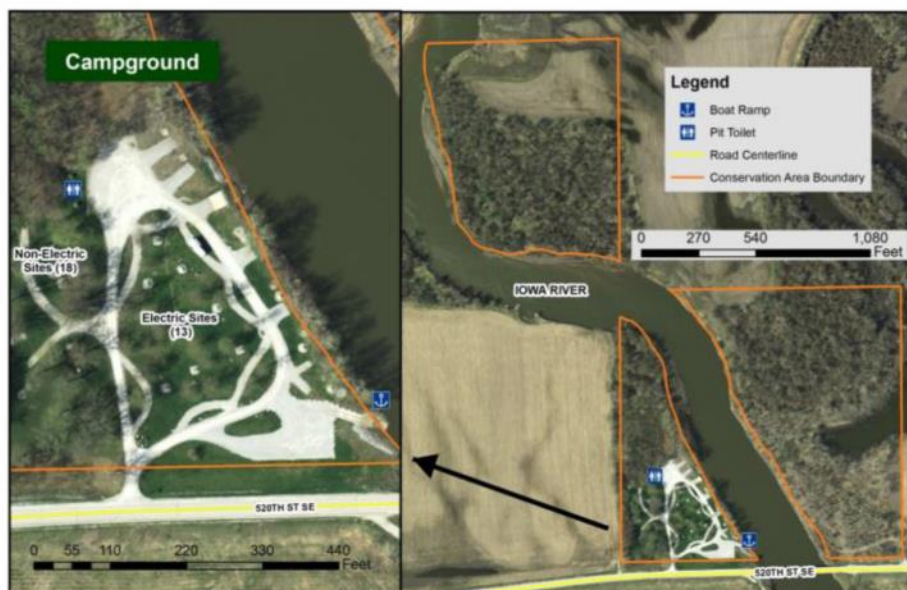 Campground
Non-Electric
Sites (18)
Electric Sites
(13)
520TH ST SE
0 55 110 220 330 440
Feet
Legend
Boat Ramp
Pit Toilet
Road Centerline
Conservation Area Boundary
0 270 540 1,080
Feet
IOWA RIVER
520TH ST SE